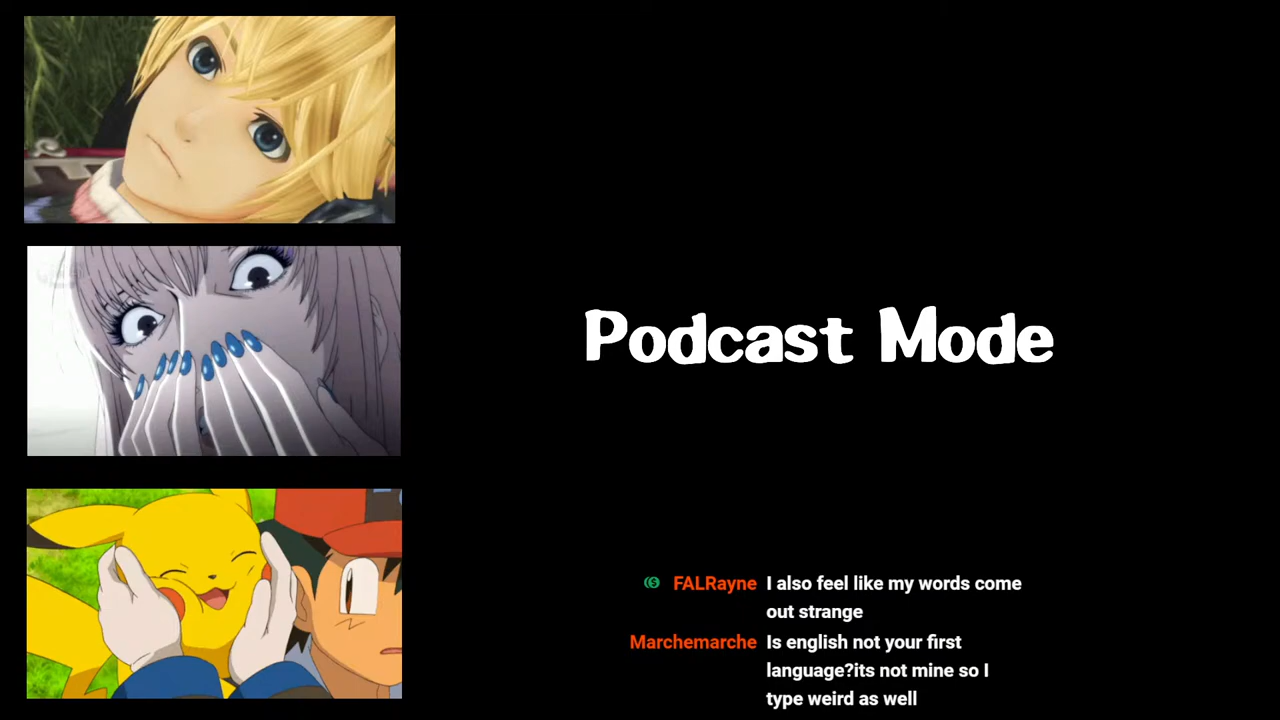 Podcast Mode
FALRayne I also feel like my words come
out strange
Marchemarche Is english not your first
language?its not mine so I
type weird as well